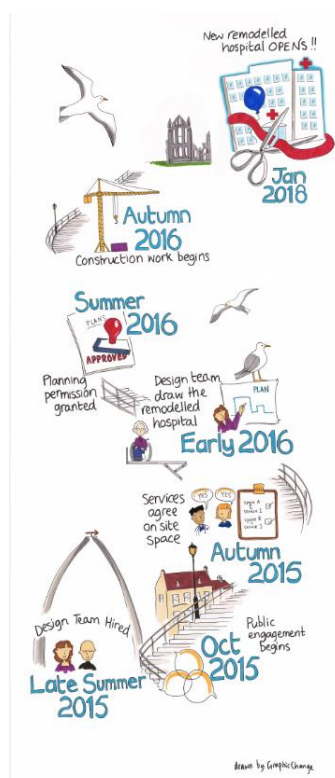 New remodelled
hospital OPENS!!
Jan
2018
Autumn
2016
Construction work begins
Summer
2016
PLANS
APPROVED
Planning
permission
granted
Design team
draw the
remodelled
hospital
PLAN
Early 2016
Services
agree
on site
space
YES
YES
Autumn
2015
Design Team Hired
Late Summer
2015
Public
engagement
begins
Oct
2015
drawn by GraphicChange